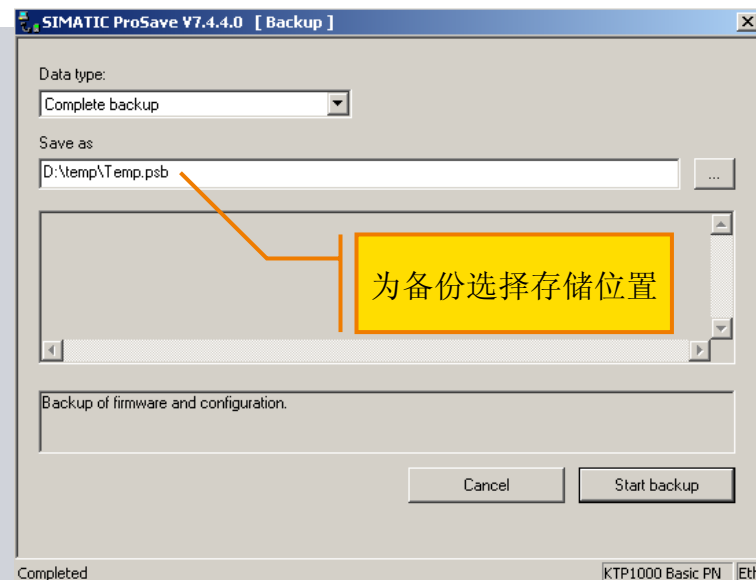 SIMATIC ProSave V7.4.4.0 [ Backup ]
Data type:
Complete backup
Save as
D:\temp\Temp.psb
...
为备份选择存储位置
Backup of firmware and configuration.
Cancel
Start backup
Completed
KTP1000 Basic PN